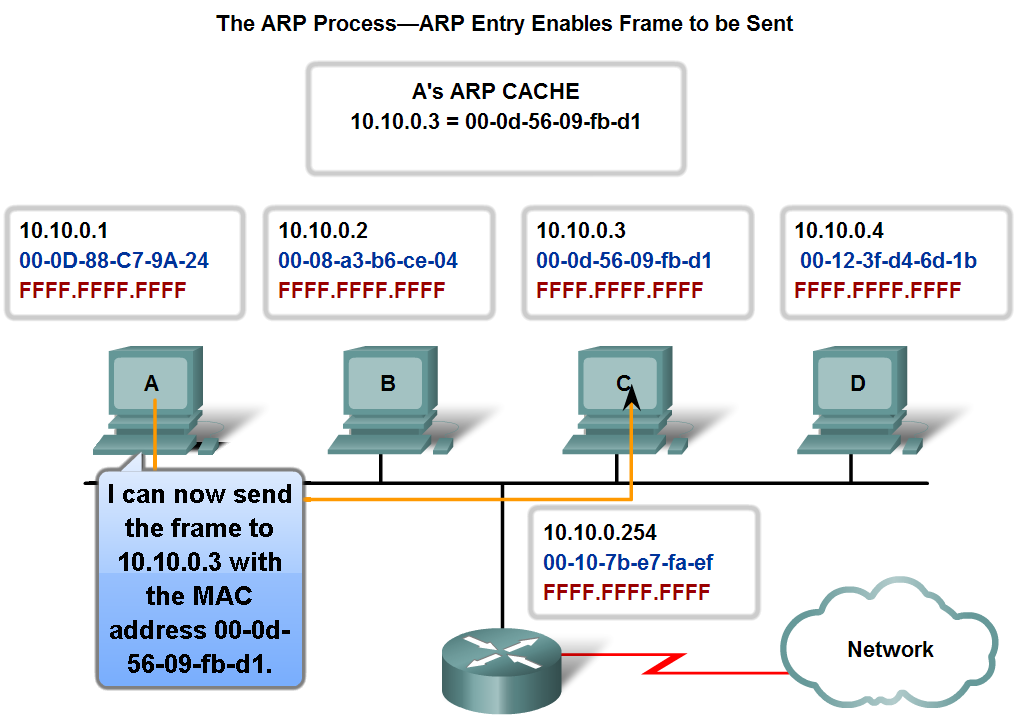 The ARP Process—ARP Entry Enables Frame to be Sent
A's ARP CACHE
10.10.0.3 = 00-0d-56-09-fb-d1
10.10.0.1
00-0D-88-C7-9A-24
FFFF.FFFF.FFFF
10.10.0.2
00-08-a3-b6-ce-04
FFFF.FFFF.FFFF
10.10.0.3
00-0d-56-09-fb-d1
FFFF.FFFF.FFFF
10.10.0.4
00-12-3f-d4-6d-1b
FFFF.FFFF.FFFF
A
B
C
D
I can now send
the frame to
10.10.0.3 with
the MAC
address 00-0d-
56-09-fb-d1.
10.10.0.254
00-10-7b-e7-fa-ef
FFFF.FFFF.FFFF
Network